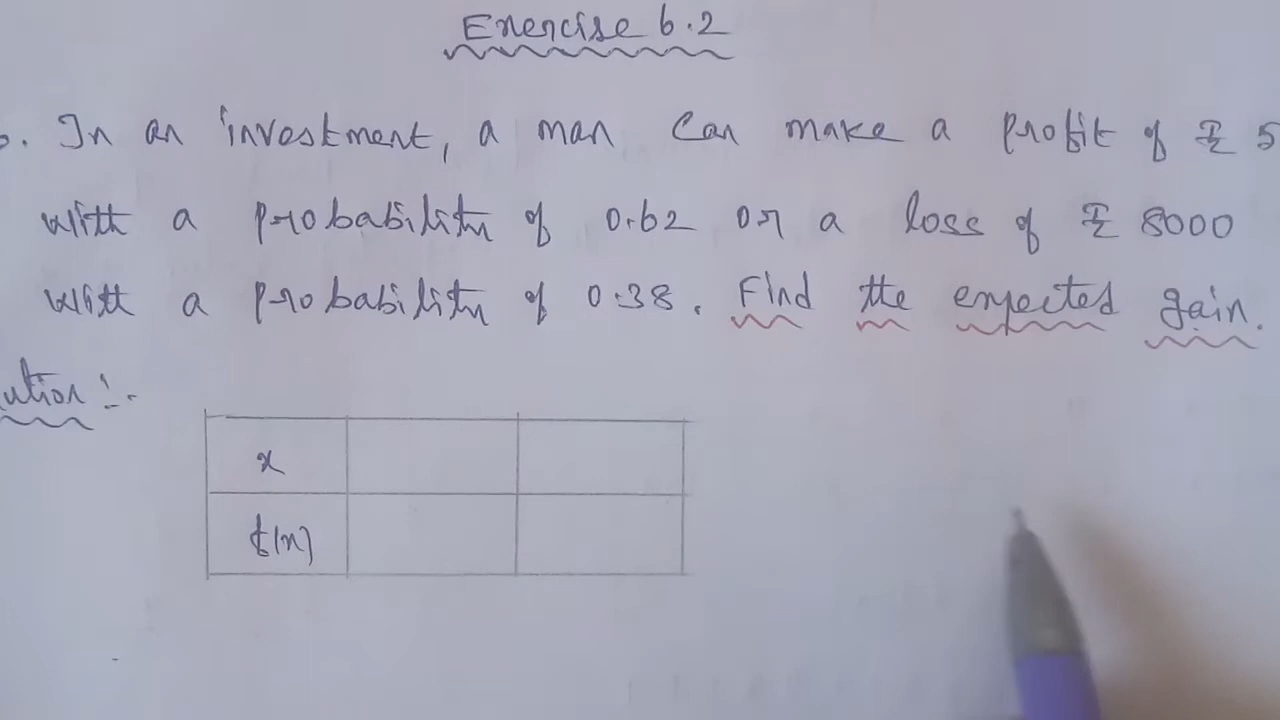 Exercise 6.2
. In an investment, a man can make a profit of ₹ 5
with a probability of 0.62 or a loss of ₹ 8000
with a probability of 0.38. Find the expected gain.
ution :-
x
f(x)